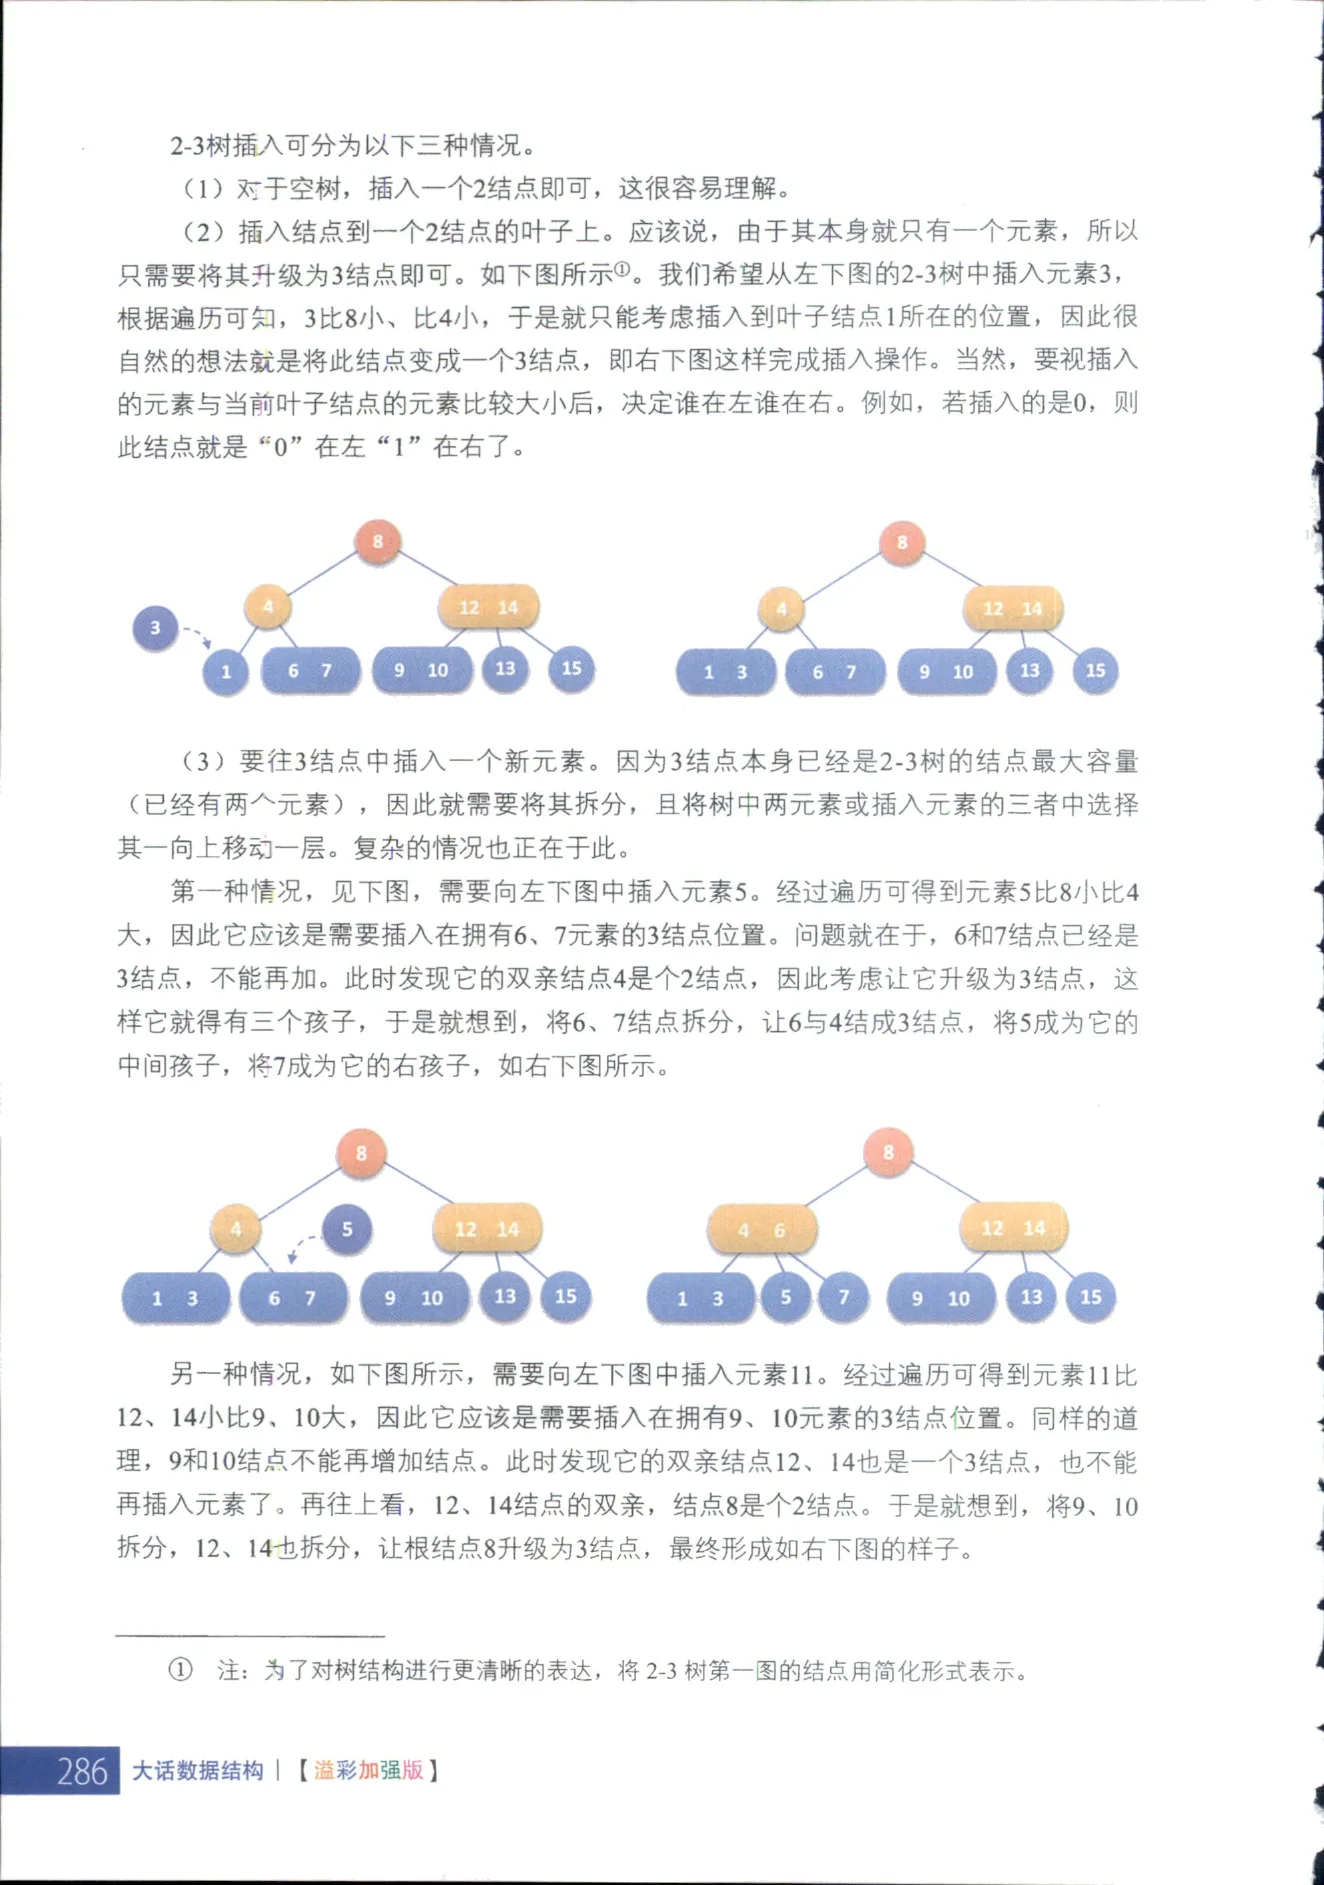 2-3树插入可分为以下三种情况。
（1）对于空树，插入一个2结点即可，这很容易理解。
（2）插入结点到一个2结点的叶子上。应该说，由于其本身就只有一个元素，所以
只需要将其升级为3结点即可。如下图所示①。我们希望从左下图的2-3树中插入元素3，
根据遍历可知，3比8小、比4小，于是就只能考虑插入到叶子结点1所在的位置，因此很
自然的想法就是将此结点变成一个3结点，即右下图这样完成插入操作。当然，要视插入
的元素与当前叶子结点的元素比较大小后，决定谁在左谁在右。例如，若插入的是0，则
此结点就是“0”在左“1”在右了。
8 8
4 12 14 4 12 14
3
1 6 7 9 10 13 15 1 3 6 7 9 10 13 15
（3）要往3结点中插入一个新元素。因为3结点本身已经是2-3树的结点最大容量
（已经有两个元素），因此就需要将其拆分，且将树中两元素或插入元素的三者中选择
其一向上移动一层。复杂的情况也正在于此。
第一种情况，见下图，需要向左下图中插入元素5。经过遍历可得到元素5比8小比4
大，因此它应该是需要插入在拥有6、7元素的3结点位置。问题就在于，6和7结点已经是
3结点，不能再加。此时发现它的双亲结点4是个2结点，因此考虑让它升级为3结点，这
样它就得有三个孩子，于是就想到，将6、7结点拆分，让6与4结成3结点，将5成为它的
中间孩子，将7成为它的右孩子，如右下图所示。
8 8
4 5 12 14 4 6 12 14
1 3 6 7 9 10 13 15 1 3 5 7 9 10 13 15
另一种情况，如下图所示，需要向左下图中插入元素11。经过遍历可得到元素11比
12、14小比9、10大，因此它应该是需要插入在拥有9、10元素的3结点位置。同样的道
理，9和10结点不能再增加结点。此时发现它的双亲结点12、14也是一个3结点，也不能
再插入元素了。再往上看，12、14结点的双亲，结点8是个2结点。于是就想到，将9、10
拆分，12、14也拆分，让根结点8升级为3结点，最终形成如右下图的样子。
① 注：为了对树结构进行更清晰的表达，将 2-3 树第一图的结点用简化形式表示。
286 大话数据结构 | 【溢彩加强版】